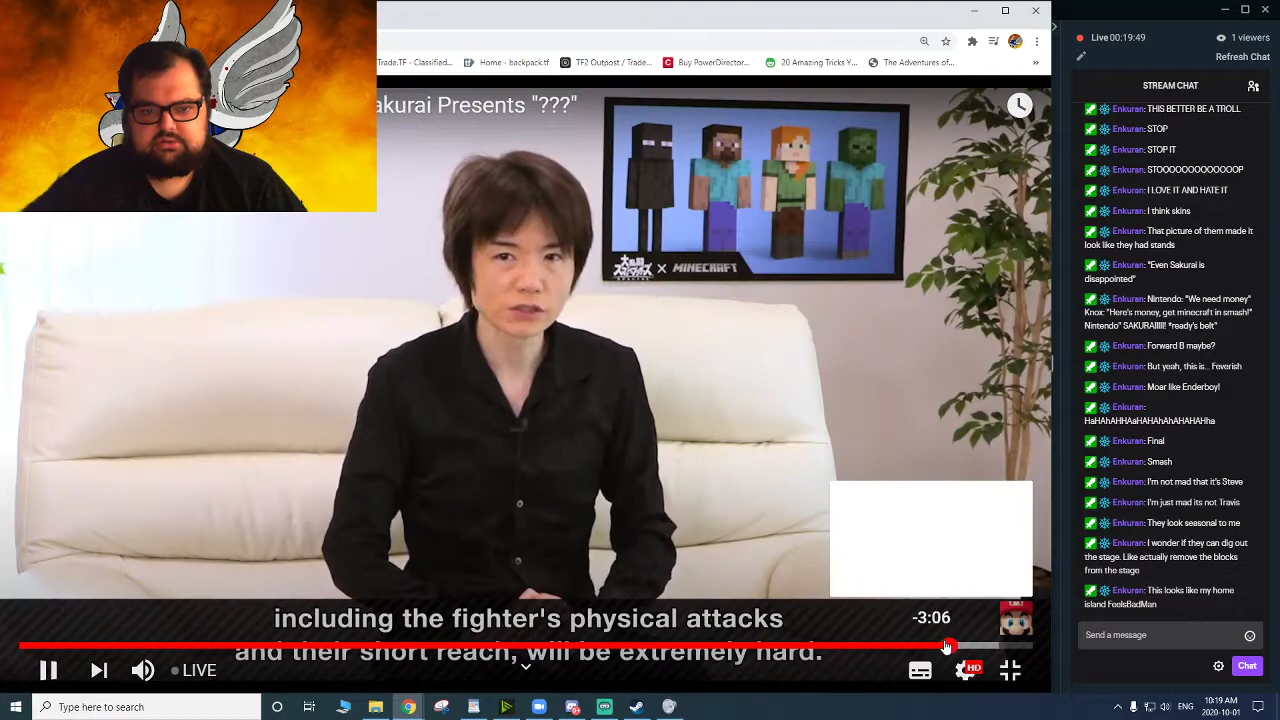 Live 00:19:49
1 viewers
Refresh Chat
Trade.TF - Classified...
Home - backpack.tf
TF2 Outpost / Trade...
Buy PowerDirector...
20 Amazing Tricks Y...
The Adventures of...
akurai Presents "???"
MINECRAFT
including the fighter's physical attacks
and their short reach, will be extremely hard.
-3:06
LIVE
HD
STREAM CHAT
Enkuran: THIS BETTER BE A TROLL
Enkuran: STOP
Enkuran: STOP IT
Enkuran: STOOOOOOOOOOOOP
Enkuran: I LOVE IT AND HATE IT
Enkuran: I think skins
Enkuran: That picture of them made it
look like they had stands
Enkuran: "Even Sakurai is
disappointed"
Enkuran: Nintendo: "We need money"
Knox: "Here's money, get minecraft in smash!"
Nintendo" SAKURAIIIII! *ready's belt"
Enkuran: Forward B maybe?
Enkuran: But yeah, this is... Feverish
Enkuran: Moar like Enderboy!
Enkuran:
HaHAhAHHAaHAHAhAhAHAHAHha
Enkuran: Final
Enkuran: Smash
Enkuran: I'm not mad that it's Steve
Enkuran: I'm just mad its not Travis
Enkuran: They look seasonal to me
Enkuran: I wonder if they can dig out
the stage. Like actually remove the blocks
from the stage
Enkuran: This looks like my home
island FeelsBadMan
Send a message
Chat
Type here to search
10:19 AM
2020-10-01